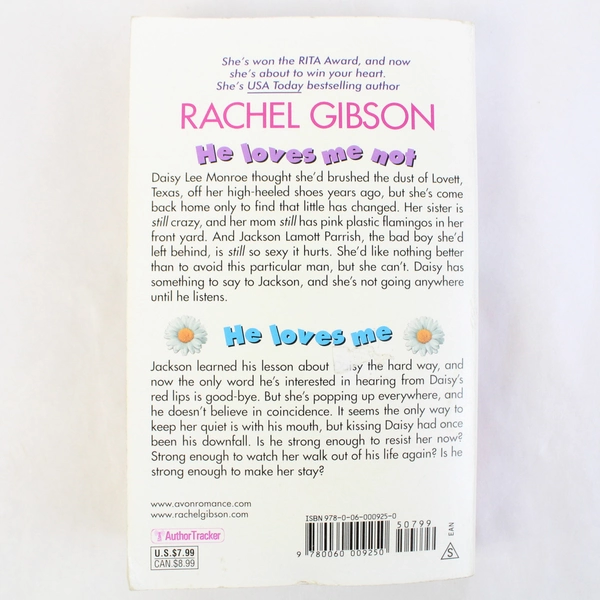 She's won the RITA Award, and now
she's about to win your heart.
She's USA Today bestselling author
RACHEL GIBSON
He loves me not
Daisy Lee Monroe thought she'd brushed the dust of Lovett,
Texas, off her high-heeled shoes years ago, but she's come
back home only to find that little has changed. Her sister is
still crazy, and her mom still has pink plastic flamingos in her
front yard. And Jackson Lamott Parrish, the bad boy she'd
left behind, is still so sexy it hurts. She'd like nothing better
than to avoid this particular man, but she can't. Daisy has
something to say to Jackson, and she's not going anywhere
until he listens.
He loves me
Jackson learned his lesson about sy the hard way, and
now the only word he's interested in hearing from Daisy's
red lips is good-bye. But she's popping up everywhere, and
he doesn't believe in coincidence. It seems the only way to
keep her quiet is with his mouth, but kissing Daisy had once
been his downfall. Is he strong enough to resist her now?
Strong enough to watch her walk out of his life again? Is he
strong enough to make her stay?
www.avonromance.com
www.rachelgibson.com
AuthorTracker
U.S.$7.99
CAN.$8.99
ISBN 978-0-06-000925-0
50799
9 780060 009250
EAN
S